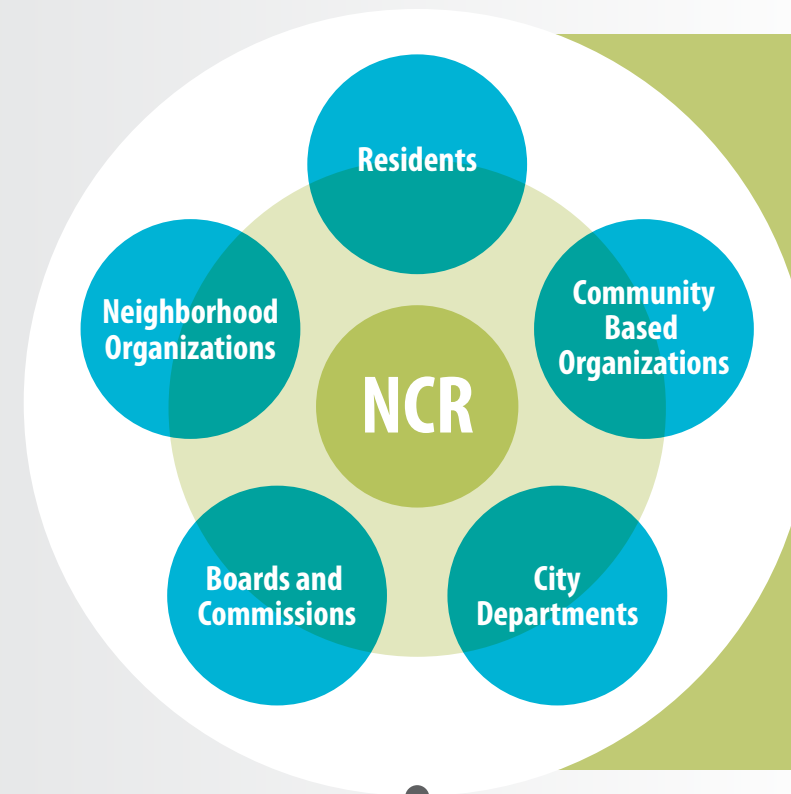 Residents
Neighborhood
Organizations
Community
Based
Organizations
NCR
Boards and
Commissions
City
Departments